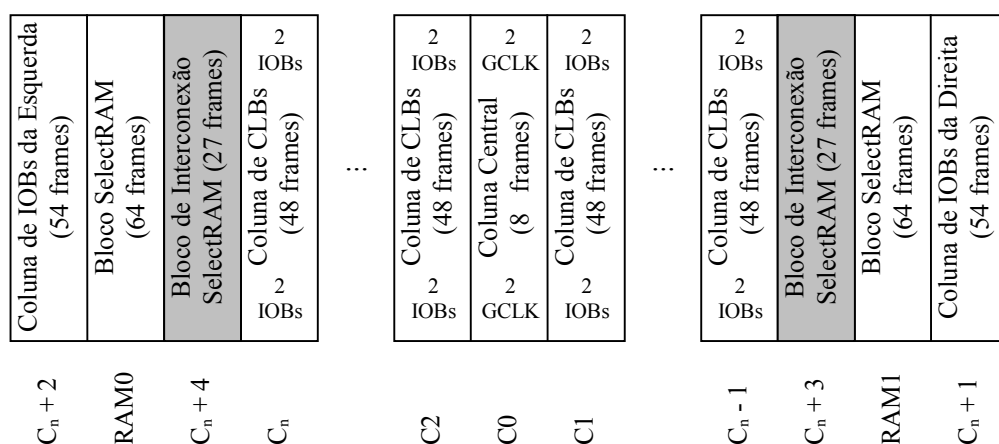 Coluna de IOBs da Esquerda
(54 frames)
Bloco SelectRAM
(64 frames)
Bloco de Interconexão
SelectRAM (27 frames)
2
IOBs
Coluna de CLBs
(48 frames)
2
IOBs
...
2
IOBs
Coluna de CLBs
(48 frames)
2
IOBs
2
GCLK
Coluna Central
(8 frames)
2
GCLK
2
IOBs
Coluna de CLBs
(48 frames)
2
IOBs
...
2
IOBs
Coluna de CLBs
(48 frames)
2
IOBs
Bloco de Interconexão
SelectRAM (27 frames)
Bloco SelectRAM
(64 frames)
Coluna de IOBs da Direita
(54 frames)
Cₙ + 2
RAM0
Cₙ + 4
Cₙ
C2
C0
C1
Cₙ - 1
Cₙ + 3
RAM1
Cₙ + 1